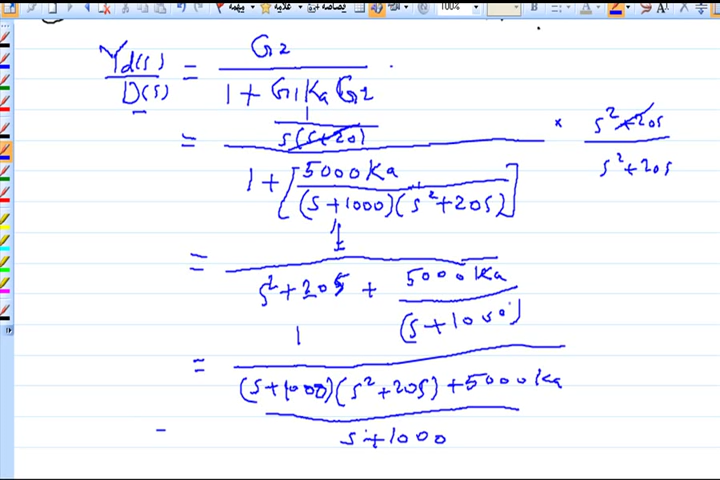 100%
Yd(s)/D(s) = G2 / (1 + G1 Ka G2)
= (1 / s(s+20)) / (1 + [5000Ka / (s+1000)(s²+20s)]) * (s²+20s) / (s²+20s)
= 1 / (s²+20s + 5000Ka / (s+1000))
= 1 / (((s+1000)(s²+20s)+5000Ka) / (s+1000))
=